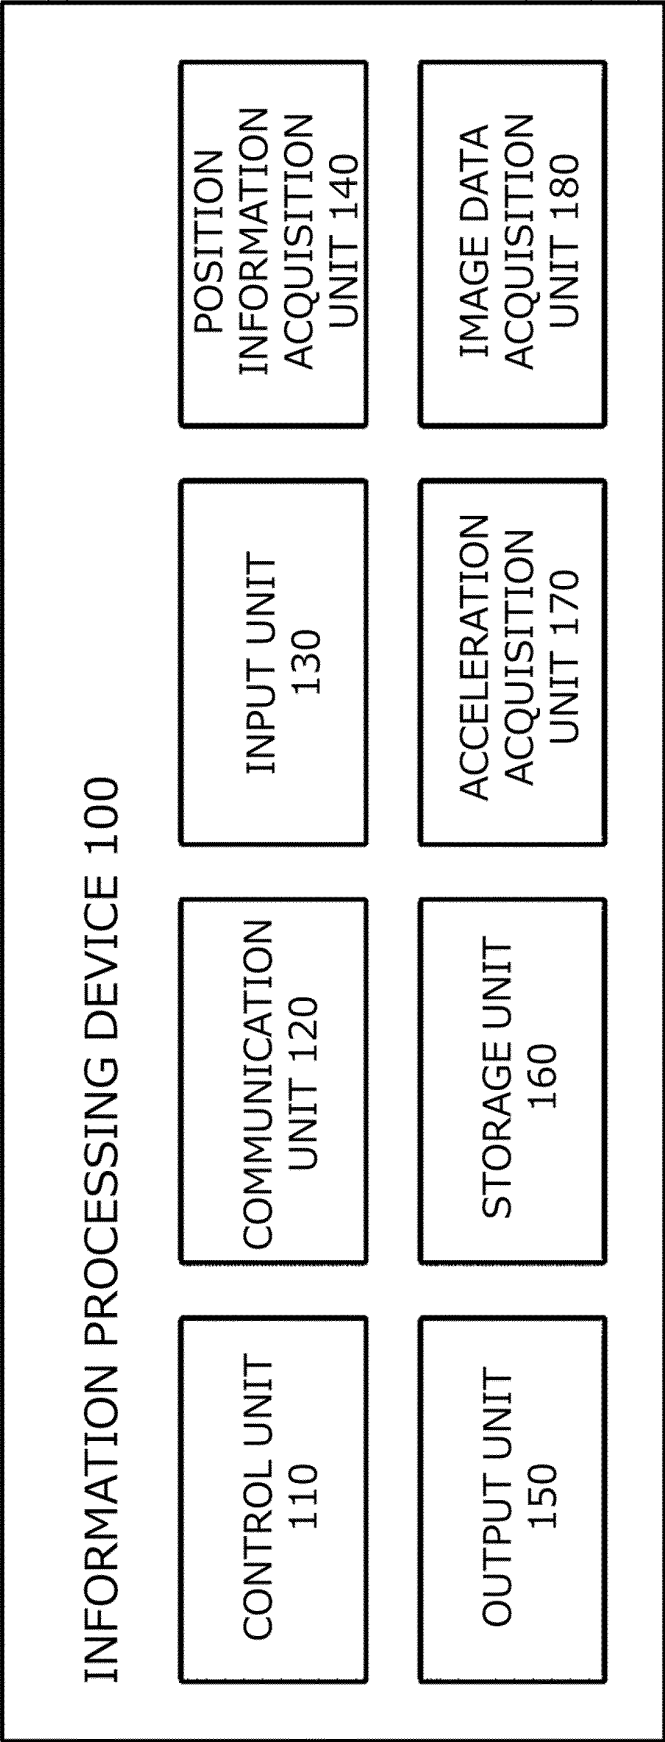 INFORMATION PROCESSING DEVICE 100
CONTROL UNIT
110
COMMUNICATION
UNIT 120
INPUT UNIT
130
POSITION
INFORMATION
ACQUISITION
UNIT 140
OUTPUT UNIT
150
STORAGE UNIT
160
ACCELERATION
ACQUISITION
UNIT 170
IMAGE DATA
ACQUISITION
UNIT 180